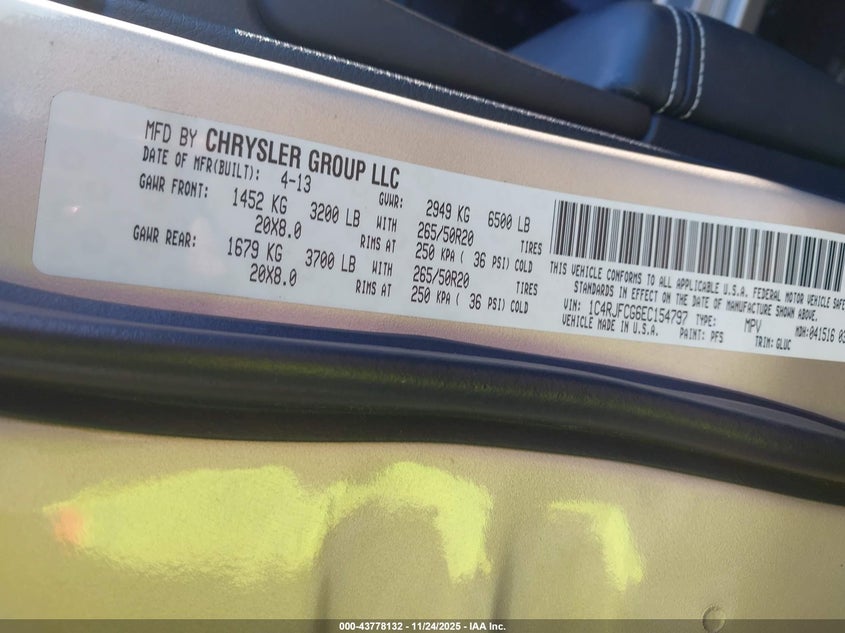 MFD BY CHRYSLER GROUP LLC
DATE OF MFR(BUILT): 4-13 GVWR: 2949 KG 6500 LB
GAWR FRONT: 1452 KG 3200 LB WITH 265/50R20 TIRES
20X8.0 RIMS AT 250 KPA ( 36 PSI) COLD
GAWR REAR: 1679 KG 3700 LB WITH 265/50R20 TIRES
20X8.0 RIMS AT 250 KPA ( 36 PSI) COLD
THIS VEHICLE CONFORMS TO ALL APPLICABLE U.S.A. FEDERAL MOTOR VEHICLE
STANDARDS IN EFFECT ON THE DATE OF MANUFACTURE SHOWN ABOVE.
VIN: 1C4RJFCG6EC154797 TYPE: MPV MDH:041516
VEHICLE MADE IN U.S.A. PAINT: PFS TRIM: GLUC
000-43778132 - 11/24/2025 - IAA Inc.